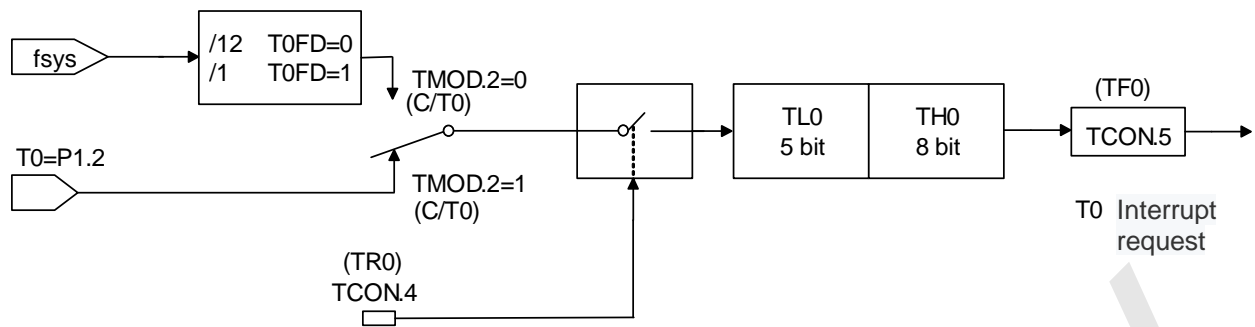 fsys
/12 T0FD=0
/1 T0FD=1
TMOD.2=0
(C/T0)
T0=P1.2
TMOD.2=1
(C/T0)
(TR0)
TCON.4
TL0
5 bit
TH0
8 bit
(TF0)
TCON.5
T0 Interrupt
request